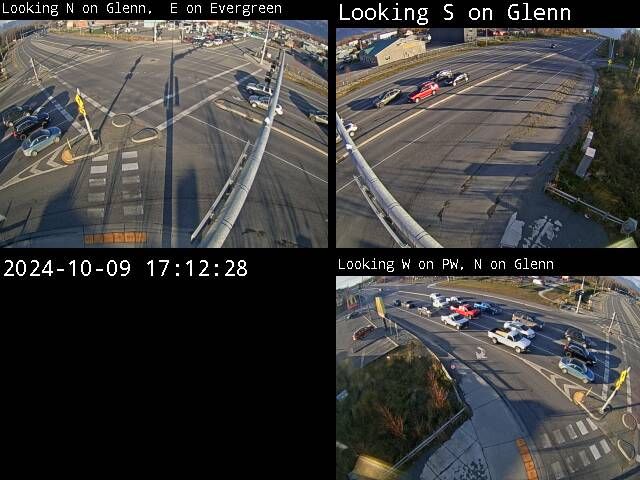 Looking N on Glenn, E on Evergreen
Looking S on Glenn
2024-10-09 17:12:28
Looking W on PW, N on Glenn